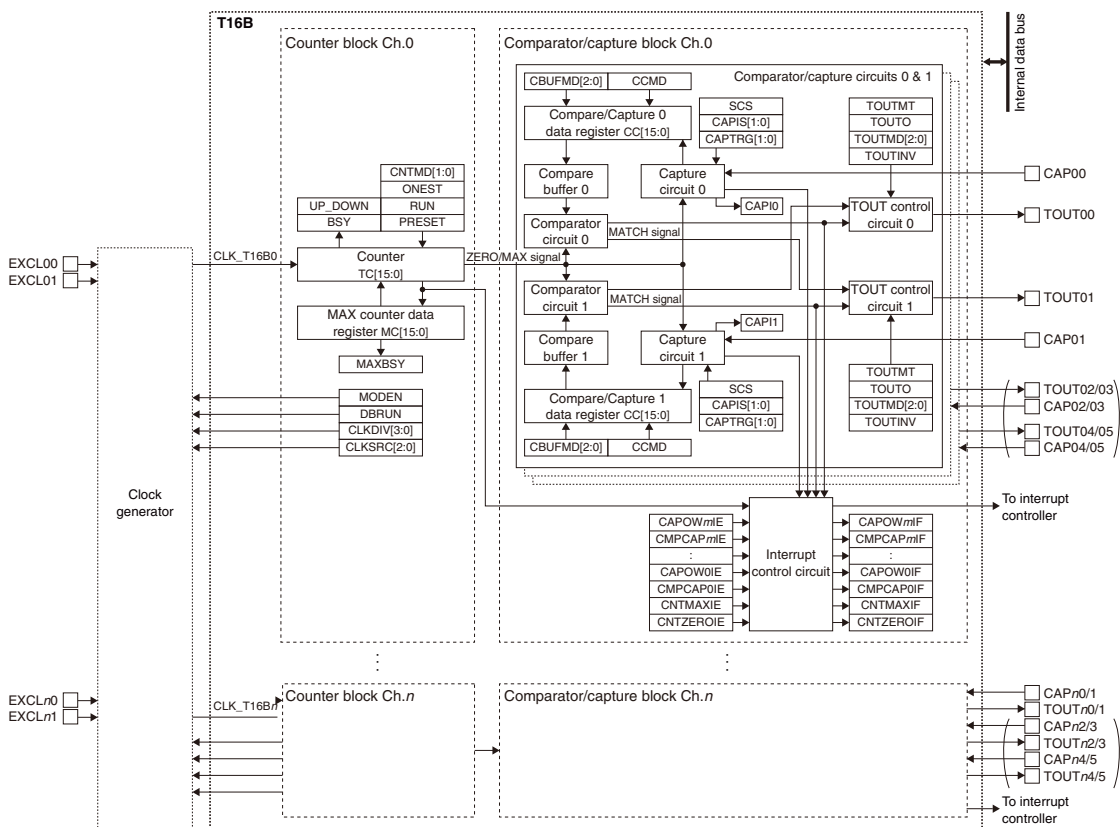 T16B
Counter block Ch.0
Comparator/capture block Ch.0
Internal data bus
Comparator/capture circuits 0 & 1
CBUFMD[2:0]
CCMD
Compare/Capture 0
data register CC[15:0]
SCS
CAPIS[1:0]
CAPTRG[1:0]
TOUTMT
TOUTO
TOUTMD[2:0]
TOUTINV
CNTMD[1:0]
ONEST
UP_DOWN
RUN
BSY
PRESET
Compare
buffer 0
Capture
circuit 0
CAPI0
CAP00
TOUT control
circuit 0
TOUT00
Comparator
circuit 0
MATCH signal
EXCL00
EXCL01
CLK_T16B0
Counter
TC[15:0]
ZERO/MAX signal
Comparator
circuit 1
MATCH signal
TOUT control
circuit 1
TOUT01
MAX counter data
register MC[15:0]
MAXBSY
Compare
buffer 1
Capture
circuit 1
CAPI1
CAP01
MODEN
DBRUN
CLKDIV[3:0]
CLKSRC[2:0]
Compare/Capture 1
data register CC[15:0]
CBUFMD[2:0]
CCMD
SCS
CAPIS[1:0]
CAPTRG[1:0]
TOUTMT
TOUTO
TOUTMD[2:0]
TOUTINV
TOUT02/03
CAP02/03
TOUT04/05
CAP04/05
Clock
generator
To interrupt
controller
CAPOWmIE
CMPCAPmIE
:
CAPOW0IE
CMPCAP0IE
CNTMAXIE
CNTZEROIE
Interrupt
control circuit
CAPOWmIF
CMPCAPmIF
:
CAPOW0IF
CMPCAP0IF
CNTMAXIF
CNTZEROIF
⋮
⋮
EXCLn0
EXCLn1
CLK_T16Bn
Counter block Ch.n
Comparator/capture block Ch.n
CAPn0/1
TOUTn0/1
CAPn2/3
TOUTn2/3
CAPn4/5
TOUTn4/5
To interrupt
controller